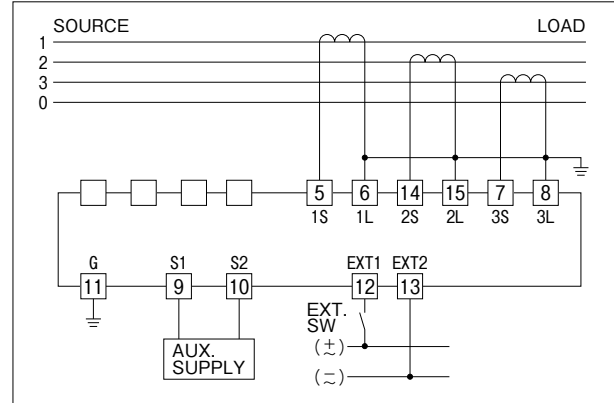 SOURCE LOAD
1
2
3
0
5 6 14 15 7 8
1S 1L 2S 2L 3S 3L
G S1 S2 EXT1 EXT2
11 9 10 12 13
EXT.
SW
AUX.
SUPPLY
(±~)
(−~)